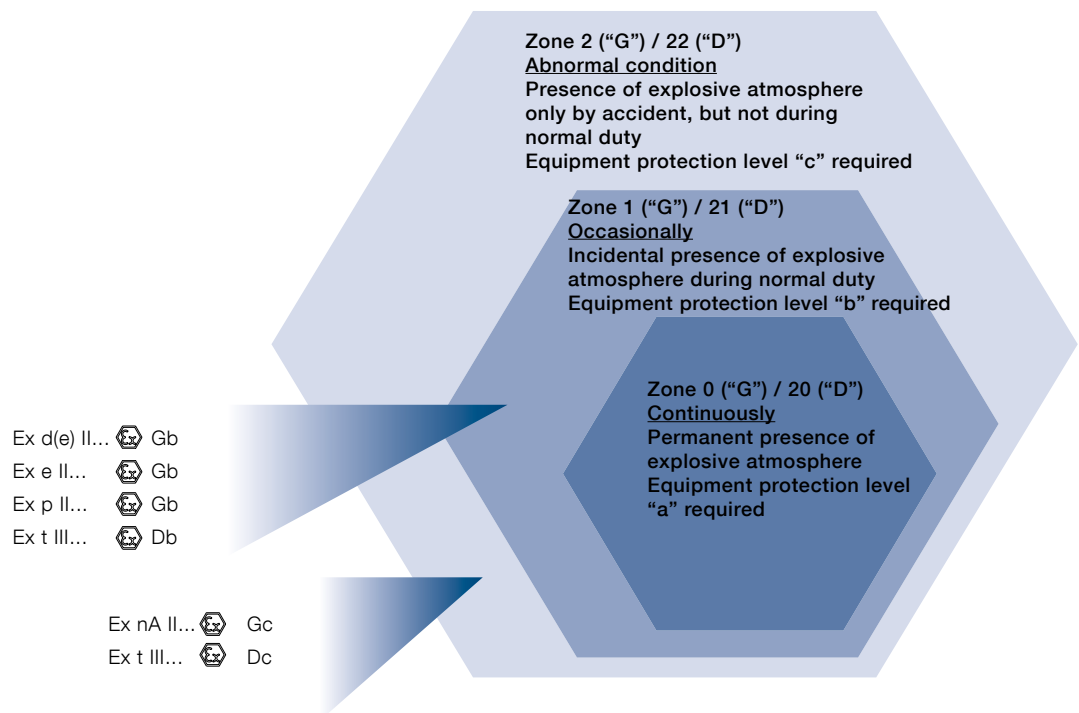 Zone 2 (“G”) / 22 (“D”)
Abnormal condition
Presence of explosive atmosphere
only by accident, but not during
normal duty
Equipment protection level “c” required
Zone 1 (“G”) / 21 (“D”)
Occasionally
Incidental presence of explosive
atmosphere during normal duty
Equipment protection level “b” required
Zone 0 (“G”) / 20 (“D”)
Continuously
Permanent presence of
explosive atmosphere
Equipment protection level
“a” required
Ex d(e) II... Ex Gb
Ex e II... Ex Gb
Ex p II... Ex Gb
Ex t III... Ex Db
Ex nA II... Ex Gc
Ex t III... Ex Dc